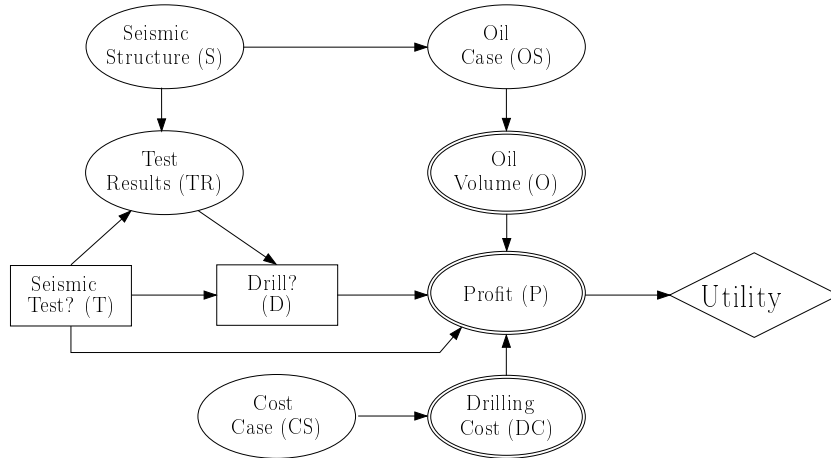 Seismic
Structure (S)
Oil
Case (OS)
Test
Results (TR)
Oil
Volume (O)
Seismic
Test? (T)
Drill?
(D)
Profit (P)
Utility
Cost
Case (CS)
Drilling
Cost (DC)